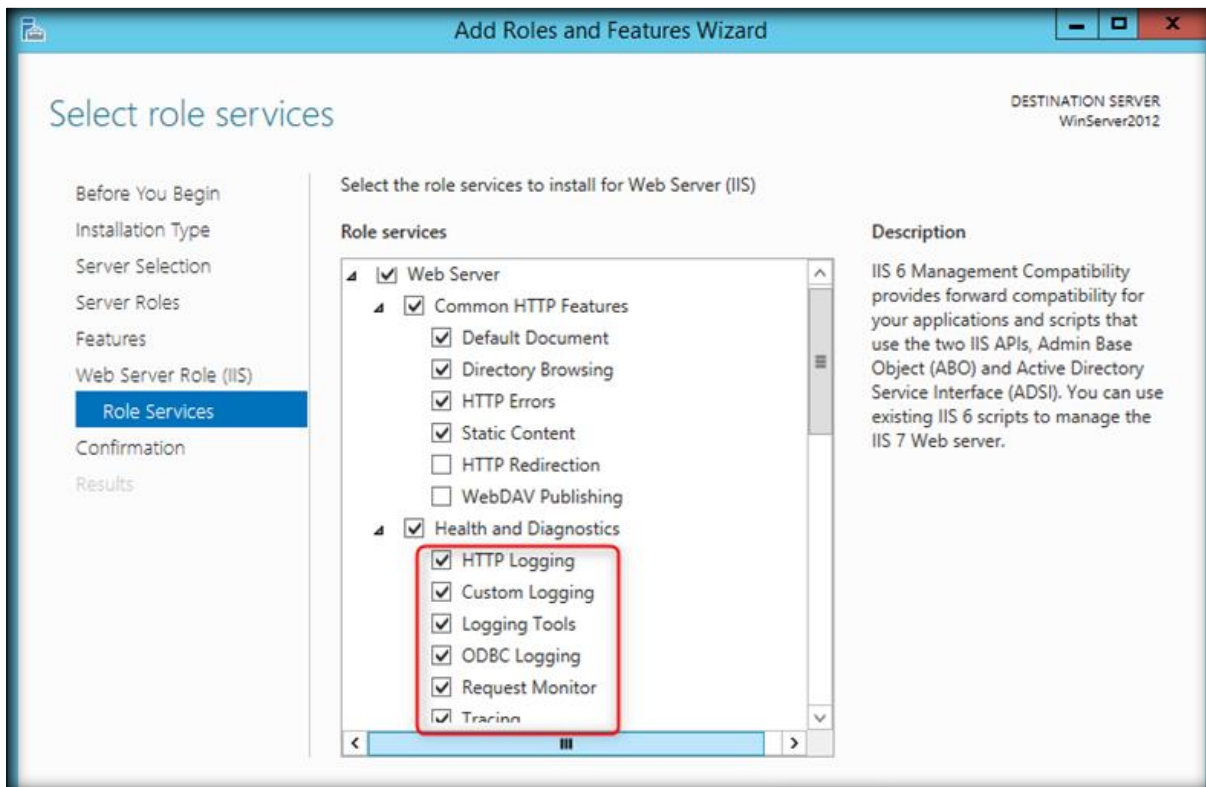 Add Roles and Features Wizard
Select role services
DESTINATION SERVER
WinServer2012
Before You Begin
Installation Type
Server Selection
Server Roles
Features
Web Server Role (IIS)
Role Services
Confirmation
Results
Select the role services to install for Web Server (IIS)
Role services
Web Server
Common HTTP Features
Default Document
Directory Browsing
HTTP Errors
Static Content
HTTP Redirection
WebDAV Publishing
Health and Diagnostics
HTTP Logging
Custom Logging
Logging Tools
ODBC Logging
Request Monitor
Tracing
Description
IIS 6 Management Compatibility
provides forward compatibility for
your applications and scripts that
use the two IIS APIs, Admin Base
Object (ABO) and Active Directory
Service Interface (ADSI). You can use
existing IIS 6 scripts to manage the
IIS 7 Web server.